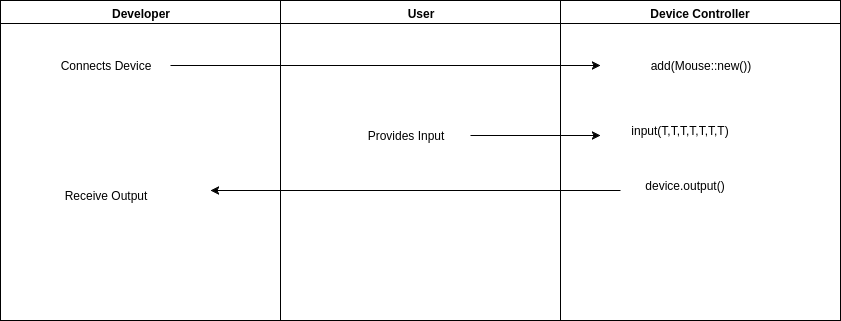 Developer
User
Device Controller
Connects Device
add(Mouse::new())
Provides Input
input(T,T,T,T,T,T,T)
Receive Output
device.output()